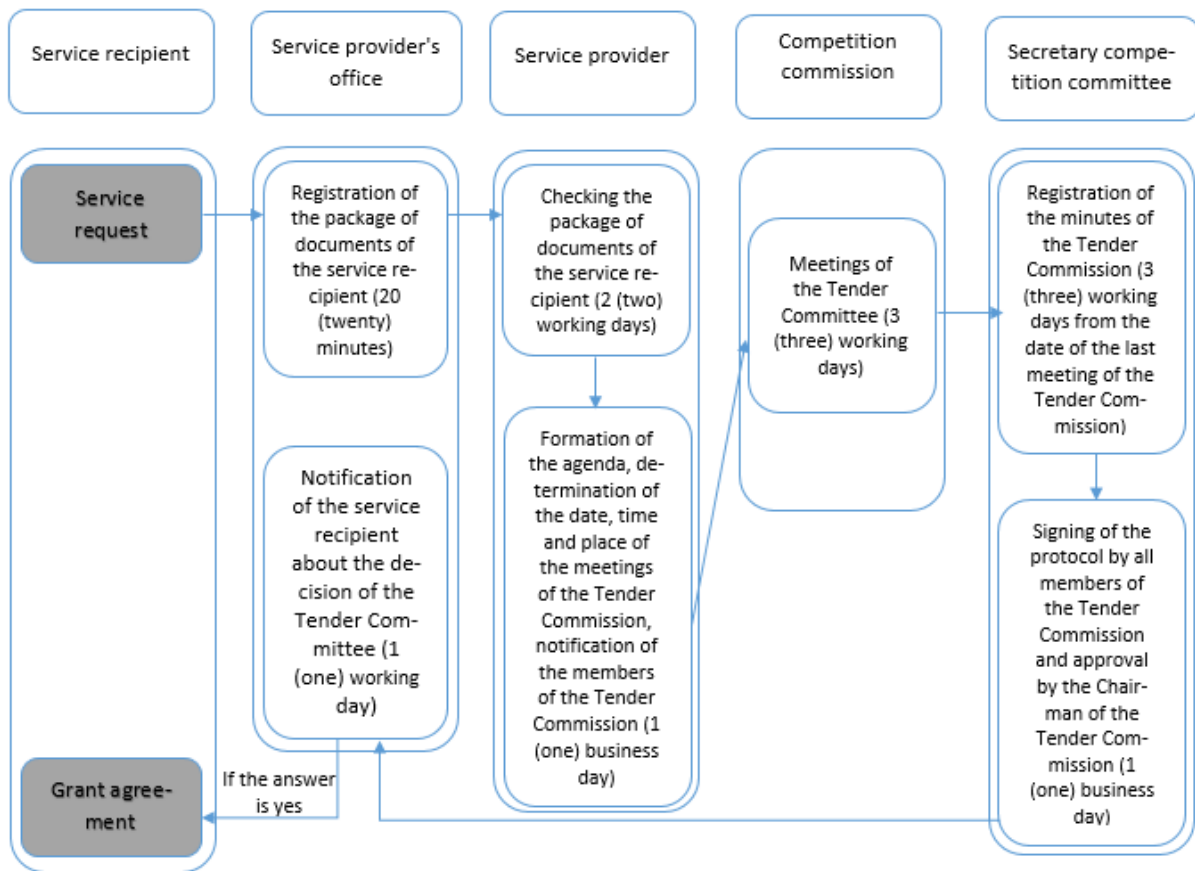 Service recipient
Service provider's
office
Service provider
Competition
commission
Secretary compe-
tition committee
Service
request
Registration of
the package of
documents of
the service re-
cipient (20
(twenty)
minutes)
Checking the
package of
documents of
the service re-
cipient (2 (two)
working days)
Meetings of
the Tender
Committee (3
(three) working
days)
Registration of
the minutes of
the Tender
Commission (3
(three) working
days from the
date of the last
meeting of the
Tender Com-
mission)
Notification
of the service
recipient
about the de-
cision of the
Tender Com-
mittee (1
(one) working
day)
Formation of
the agenda, de-
termination of
the date, time
and place of
the meetings
of the Tender
Commission,
notification of
the members
of the Tender
Commission (1
(one) business
day)
Signing of the
protocol by all
members of
the Tender
Commission
and approval
by the Chair-
man of the
Tender Com-
mission (1
(one) business
day)
Grant agree-
ment
If the answer
is yes